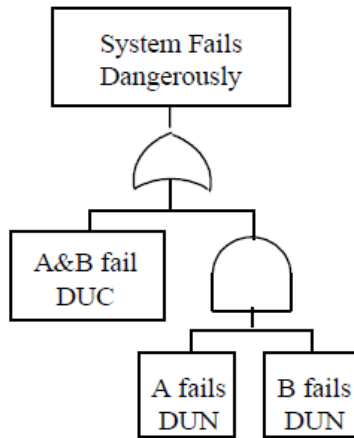 System Fails
Dangerously
A&B fail
DUC
A fails
DUN
B fails
DUN